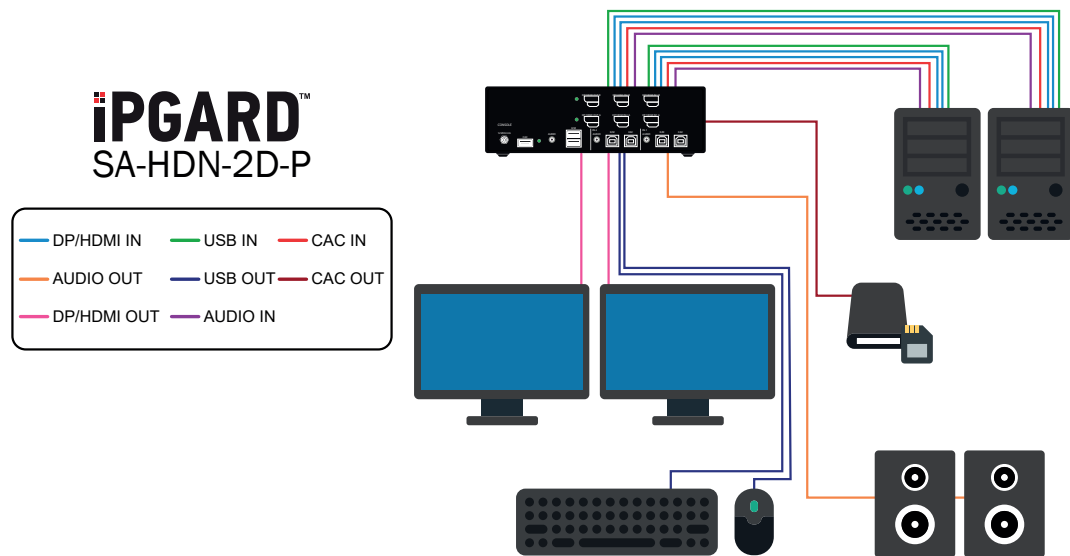 iPGARD™
SA-HDN-2D-P
DP/HDMI IN
USB IN
CAC IN
AUDIO OUT
USB OUT
CAC OUT
DP/HDMI OUT
AUDIO IN
CONSOLE